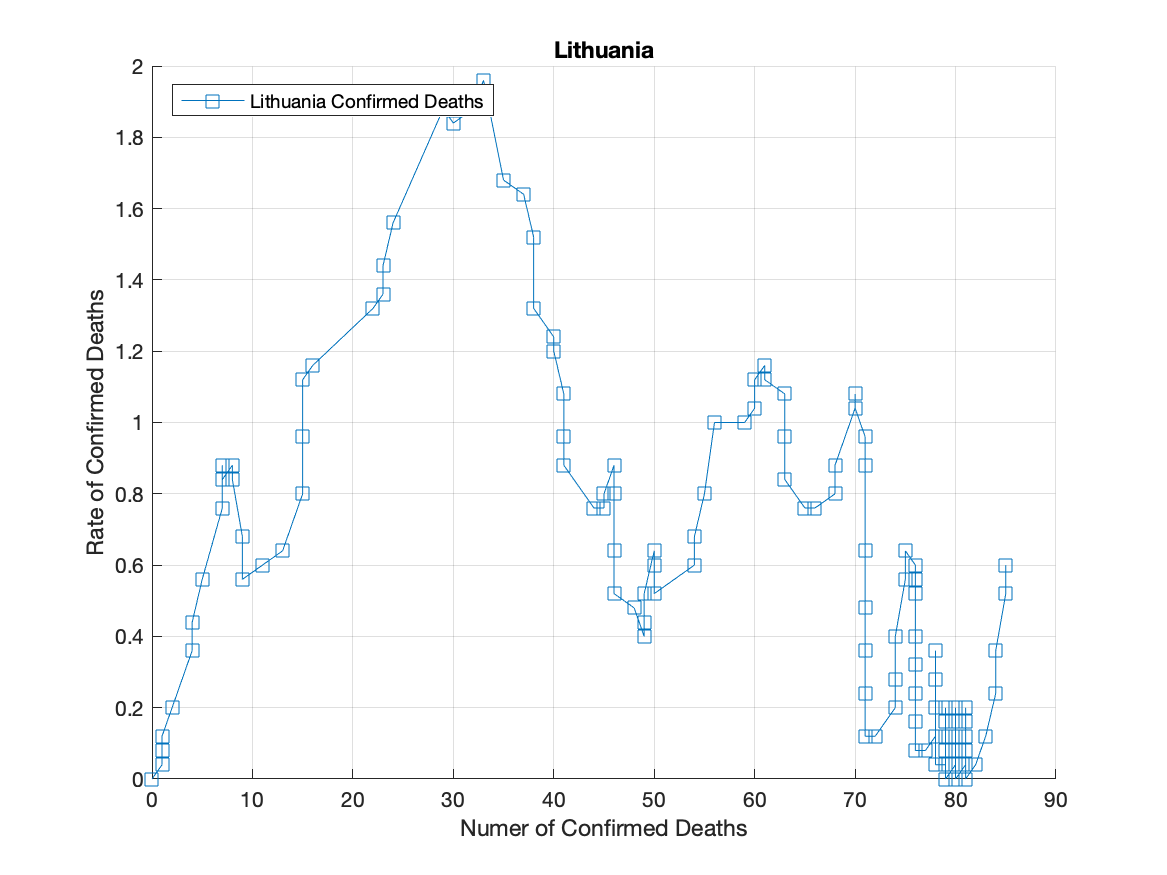 Lithuania
Lithuania Confirmed Deaths
Rate of Confirmed Deaths
2
1.8
1.6
1.4
1.2
1
0.8
0.6
0.4
0.2
0
0 10 20 30 40 50 60 70 80 90
Numer of Confirmed Deaths